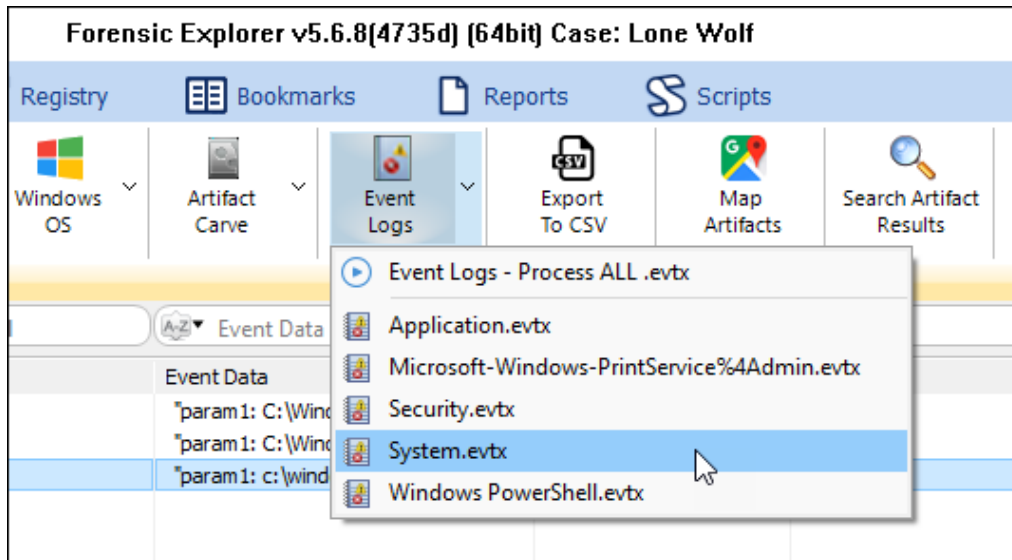 Forensic Explorer v5.6.8(4735d) (64bit) Case: Lone Wolf
Registry Bookmarks Reports Scripts
Windows OS
Artifact Carve
Event Logs
CSV
Export To CSV
G
Map Artifacts
Search Artifact Results
Event Logs - Process ALL .evtx
A-Z Event Data
Application.evtx
Microsoft-Windows-PrintService%4Admin.evtx
Event Data
Security.evtx
"param1: C:\Wind
"param1: C:\Wind
System.evtx
"param1: c:\wind
Windows PowerShell.evtx